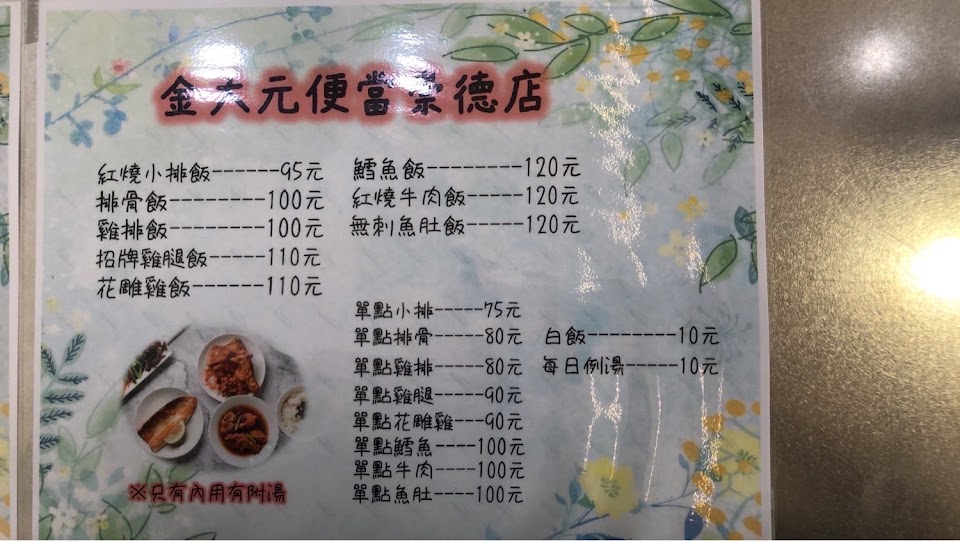 金大元便當崇德店
紅燒小排飯------95元
排骨飯---------100元
雞排飯---------100元
招牌雞腿飯-----110元
花雕雞飯-------110元
鱈魚飯---------120元
紅燒牛肉飯-----120元
無刺魚肚飯-----120元
單點小排-----75元
單點排骨-----80元
單點雞排-----80元
單點雞腿-----90元
單點花雕雞---90元
單點鱈魚----100元
單點牛肉----100元
單點魚肚----100元
白飯---------10元
每日例湯-----10元
※只有內用有附湯